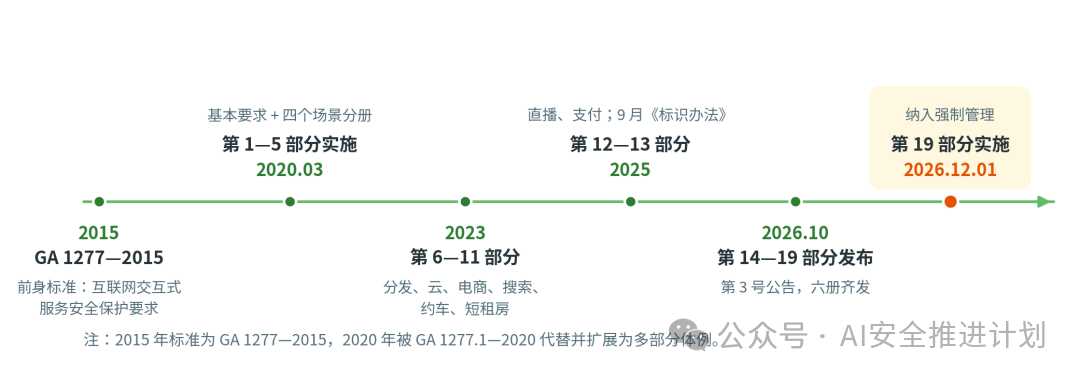 基本要求 + 四个场景分册
第 1—5 部分实施
2020.03
直播、支付；9 月《标识办法》
第 12—13 部分
2025
纳入强制管理
第 19 部分实施
2026.12.01
2015
GA 1277—2015
前身标准：互联网交互式
服务安全保护要求
2023
第 6—11 部分
分发、云、电商、搜索、
约车、短租房
2026.10
第 14—19 部分发布
第 3 号公告，六册齐发
注：2015 年标准为 GA 1277—2015，2020 年被 GA 1277.1—2020 代替并扩展为多部分体例。
公众号 · AI安全推进计划